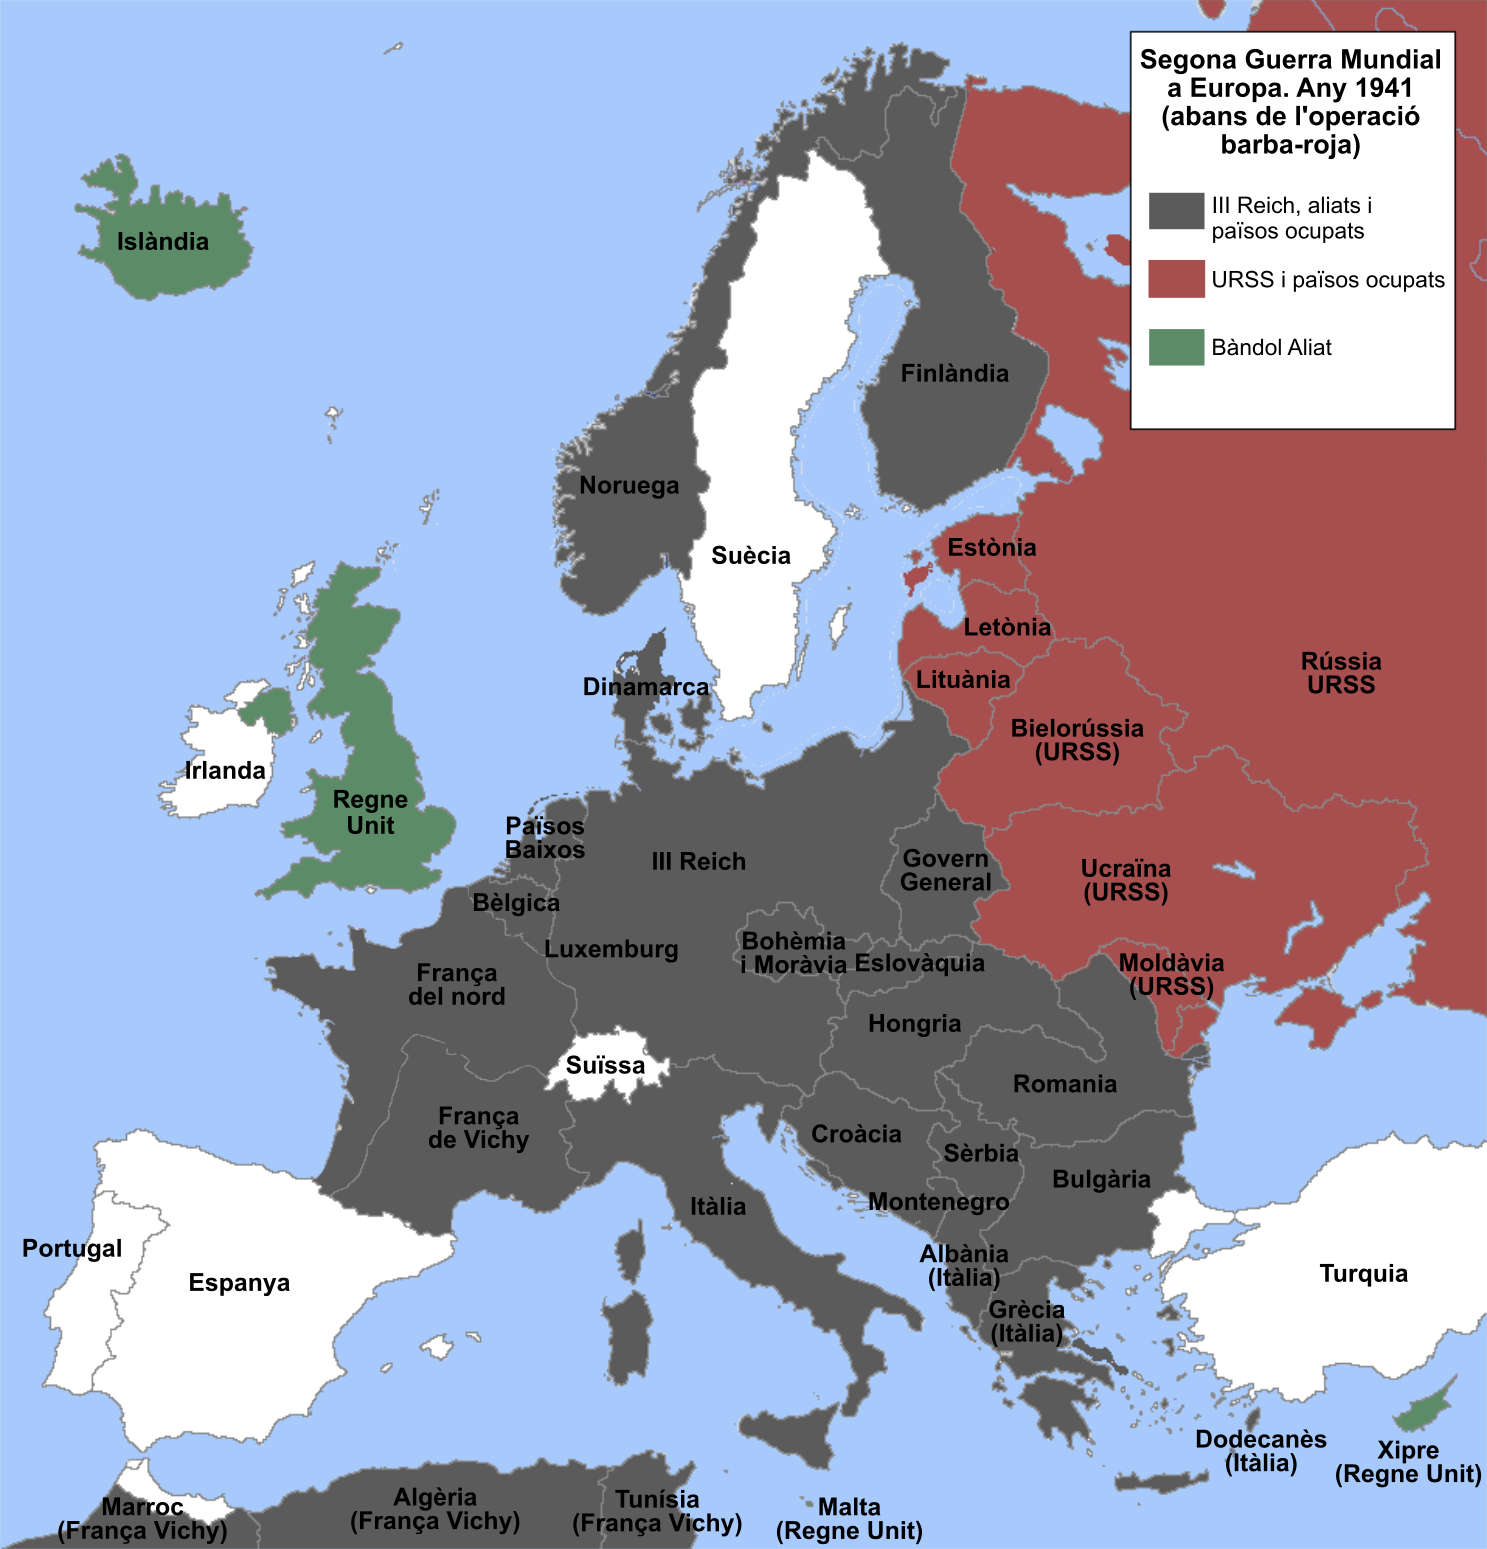 Segona Guerra Mundial
a Europa. Any 1941
(abans de l'operació
barba-roja)
III Reich, aliats i
països ocupats
URSS i països ocupats
Bàndol Aliat
Islàndia
Finlàndia
Noruega
Suècia
Estònia
Letònia
Lituània
Rússia
URSS
Dinamarca
Bielorússia
(URSS)
Irlanda
Regne
Unit
Països
Baixos
III Reich
Govern
General
Ucraïna
(URSS)
Bèlgica
Luxemburg
Bohèmia
i Moràvia
Eslovàquia
Moldàvia
(URSS)
França
del nord
Hongria
Suïssa
Romania
França
de Vichy
Croàcia
Sèrbia
Bulgària
Montenegro
Itàlia
Portugal
Espanya
Albània
(Itàlia)
Turquia
Grècia
(Itàlia)
Dodecanès
(Itàlia)
Xipre
(Regne Unit)
Marroc
(França Vichy)
Algèria
(França Vichy)
Tunísia
(França Vichy)
Malta
(Regne Unit)